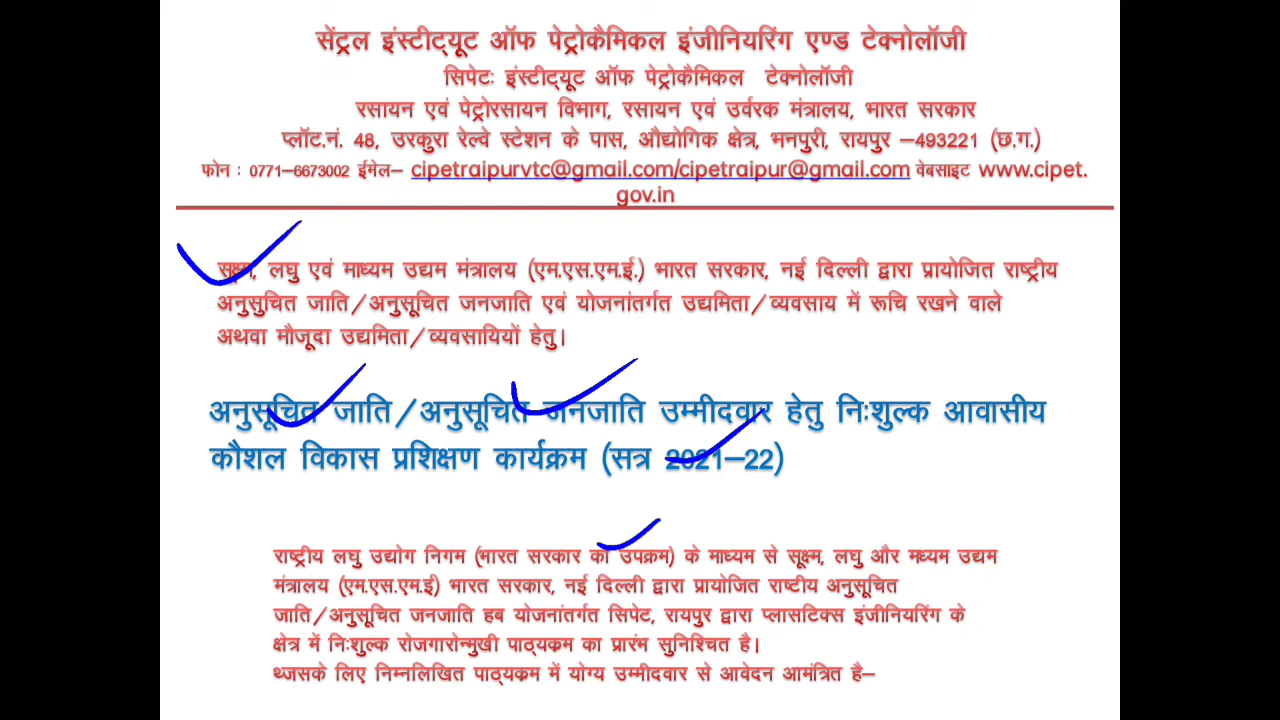 सेंट्रल इंस्टीट्यूट ऑफ पेट्रोकैमिकल इंजीनियरिंग एण्ड टेक्नोलॉजी
सिपेटः इंस्टीट्यूट ऑफ पेट्रोकैमिकल टेक्नोलॉजी
रसायन एवं पेट्रोरसायन विभाग, रसायन एवं उर्वरक मंत्रालय, भारत सरकार
प्लॉट.नं. 48, उरकुरा रेल्वे स्टेशन के पास, औद्योगिक क्षेत्र, भनपुरी, रायपुर –493221 (छ.ग.)
फोन : 0771–6673002 ईमेल– cipetraipurvtc@gmail.com/cipetraipur@gmail.com वेबसाइट www.cipet.
gov.in
सूक्ष्म, लघु एवं माध्यम उद्यम मंत्रालय (एम.एस.एम.ई.) भारत सरकार, नई दिल्ली द्वारा प्रायोजित राष्ट्रीय
अनुसुचित जाति/अनुसूचित जनजाति एवं योजनांतर्गत उद्यमिता/व्यवसाय में रूचि रखने वाले
अथवा मौजूदा उद्यमिता/व्यवसायियों हेतु।
अनुसूचित जाति/अनुसूचित जनजाति उम्मीदवार हेतु निःशुल्क आवासीय
कौशल विकास प्रशिक्षण कार्यक्रम (सत्र 2021–22)
राष्ट्रीय लघु उद्योग निगम (भारत सरकार का उपक्रम) के माध्यम से सूक्ष्म, लघु और मध्यम उद्यम
मंत्रालय (एम.एस.एम.ई) भारत सरकार, नई दिल्ली द्वारा प्रायोजित राष्टीय अनुसूचित
जाति/अनुसूचित जनजाति हब योजनांतर्गत सिपेट, रायपुर द्वारा प्लासटिक्स इंजीनियरिंग के
क्षेत्र में निःशुल्क रोजगारोन्मुखी पाठ्यक्रम का प्रारंभ सुनिश्चित है।
थ्जसके लिए निम्नलिखित पाठ्यक्रम में योग्य उम्मीदवार से आवेदन आमंत्रित है–